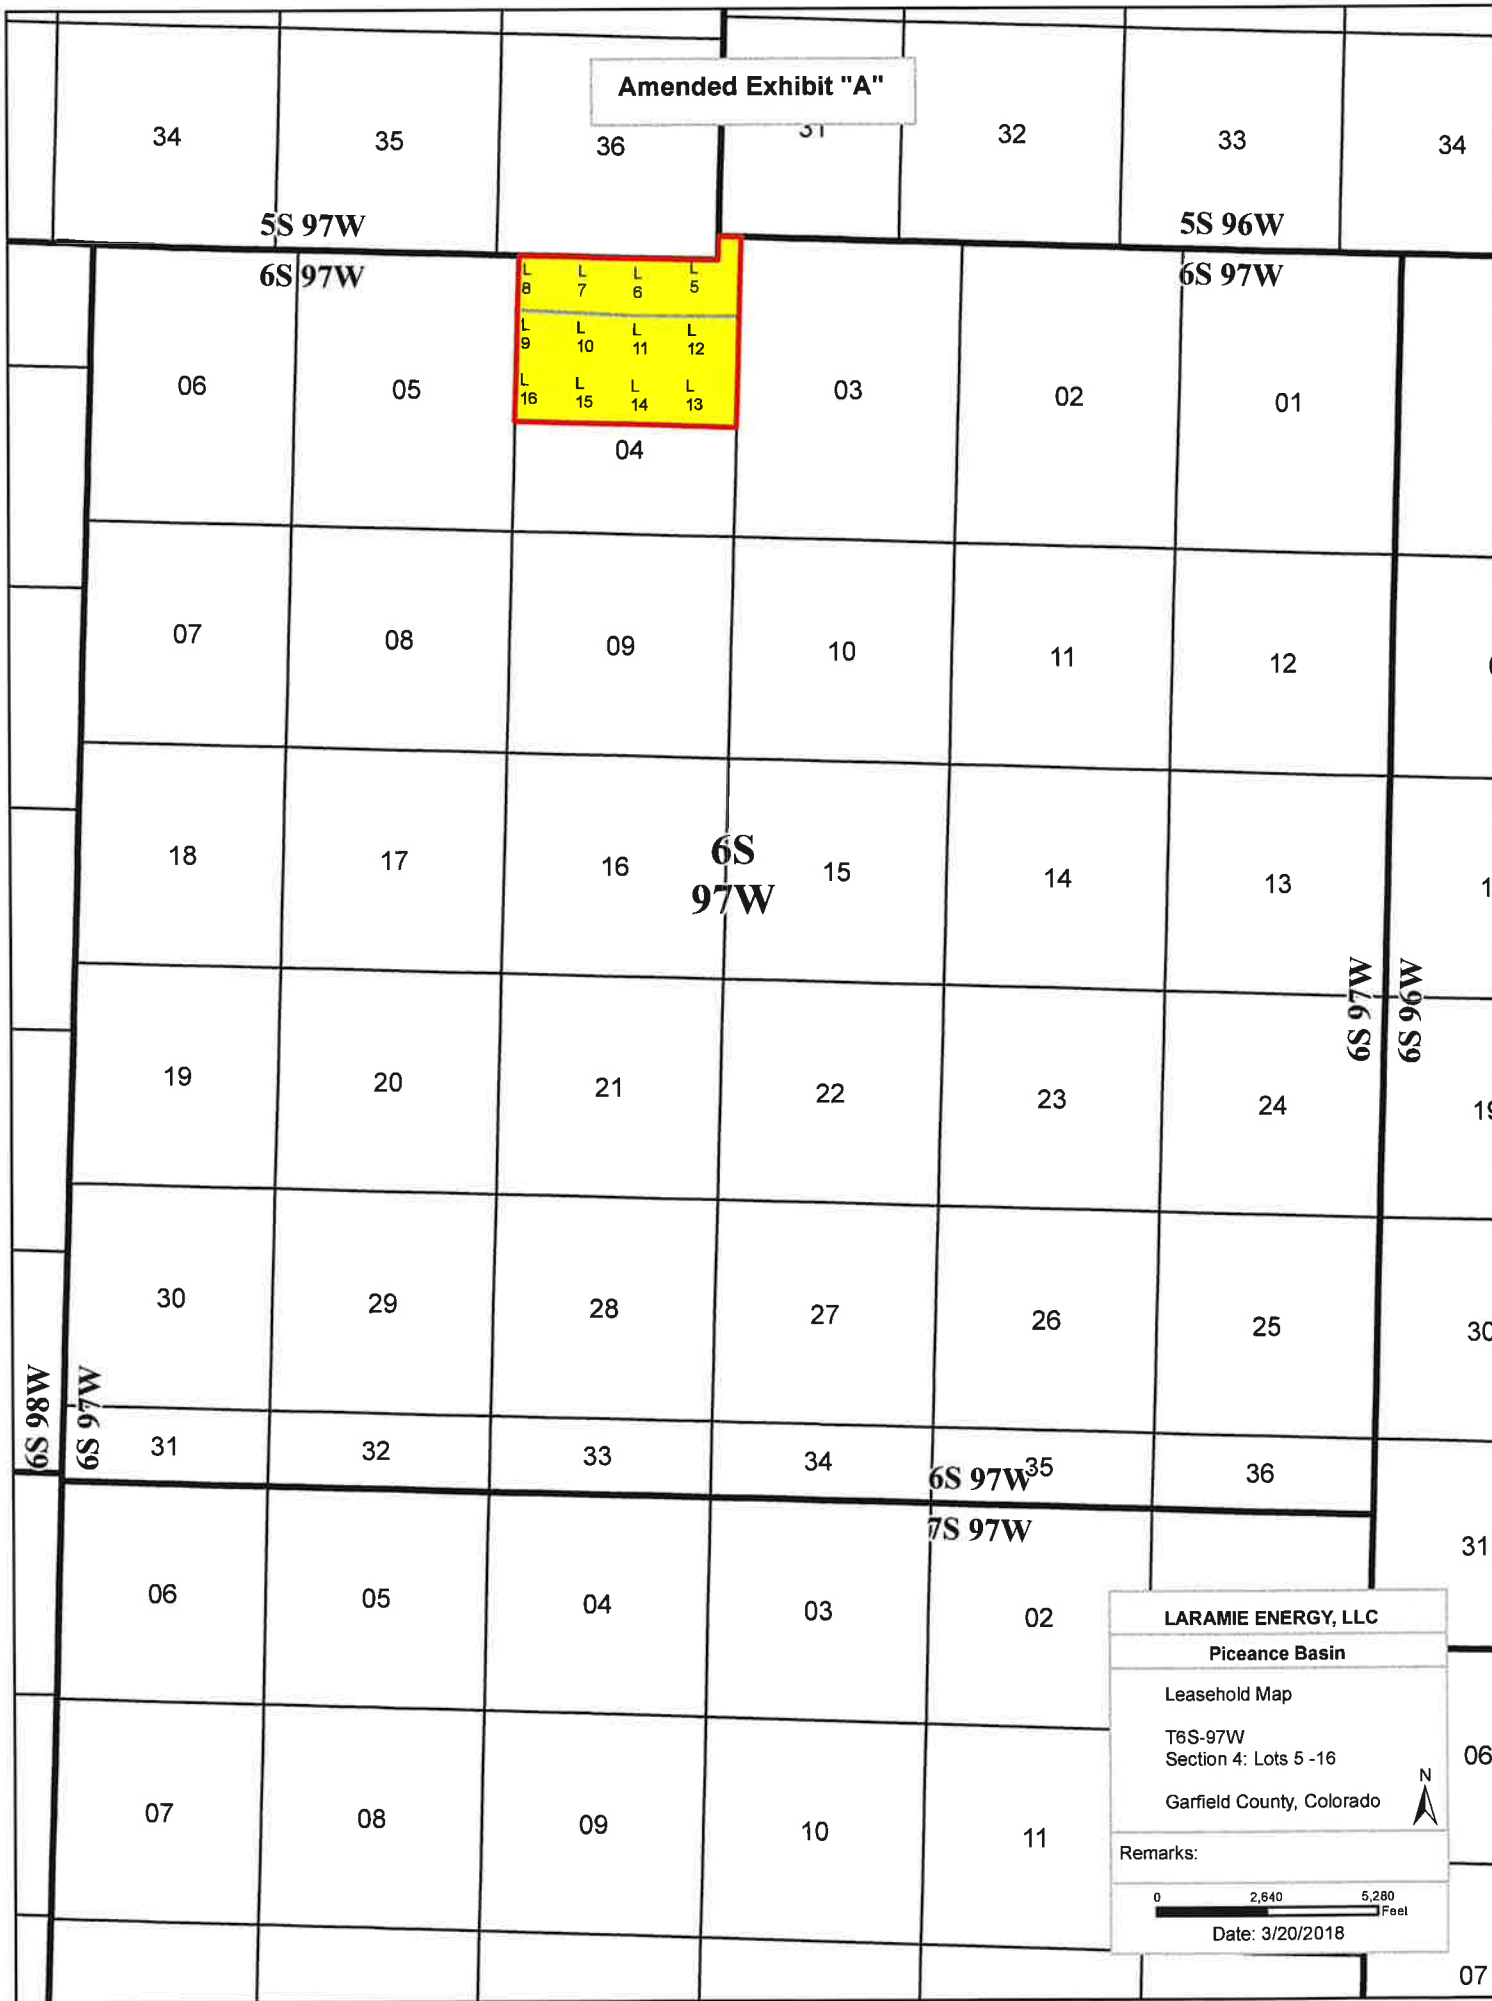 Amended Exhibit "A"
34 35 36 31 32 33 34
5S 97W 5S 96W
6S 97W 6S 97W
L L L L
8 7 6 5
L L L L
9 10 11 12
L L L L
16 15 14 13
06 05 04 03 02 01
07 08 09 10 11 12
18 17 16 15 14 13
6S
97W
6S 97W
6S 96W
19 20 21 22 23 24
30 29 28 27 26 25 30
6S 98W
6S 97W
31 32 33 34 35 36
6S 97W
7S 97W
31
06 05 04 03 02
07 08 09 10 11
06
07
LARAMIE ENERGY, LLC
Piceance Basin
Leasehold Map
T6S-97W
Section 4: Lots 5 -16
Garfield County, Colorado
N
Remarks:
0 2,640 5,280
Feet
Date: 3/20/2018